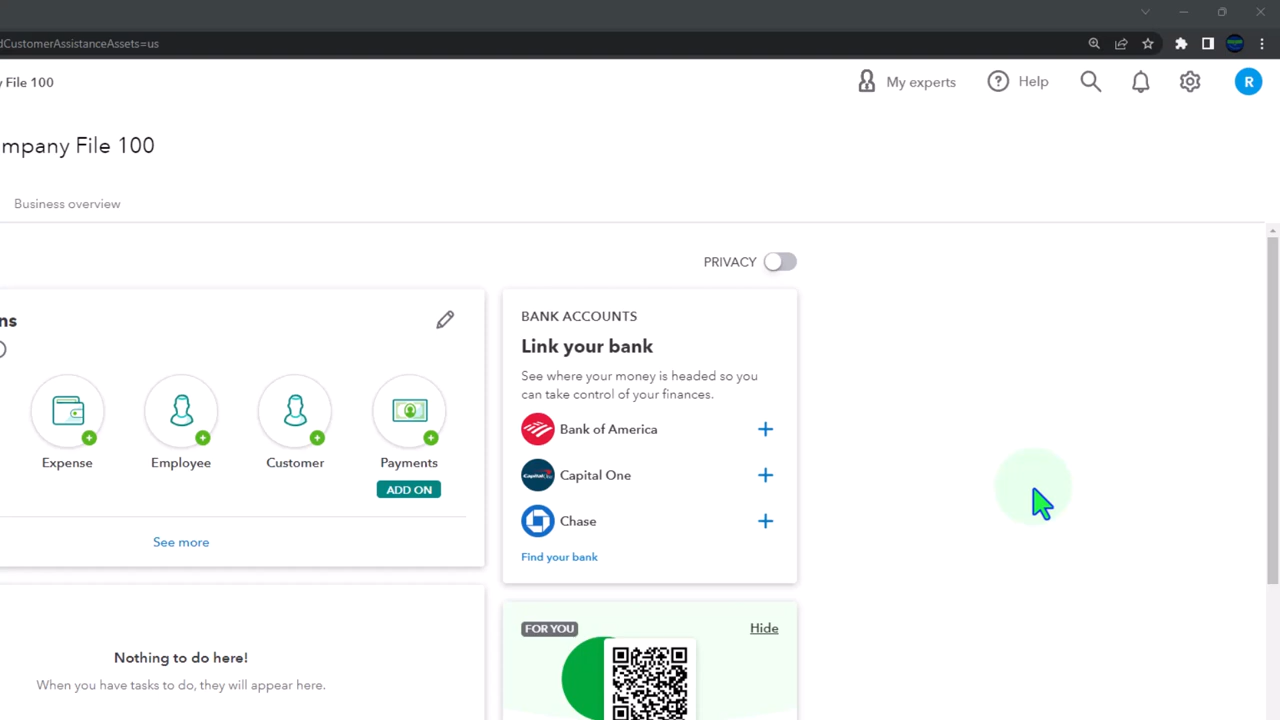 dCustomerAssistanceAssets=us
y File 100
My experts
Help
R
mpany File 100
Business overview
PRIVACY
ns
Expense
Employee
Customer
Payments
ADD ON
See more
BANK ACCOUNTS
Link your bank
See where your money is headed so you
can take control of your finances.
Bank of America
Capital One
Chase
Find your bank
Nothing to do here!
When you have tasks to do, they will appear here.
FOR YOU
Hide